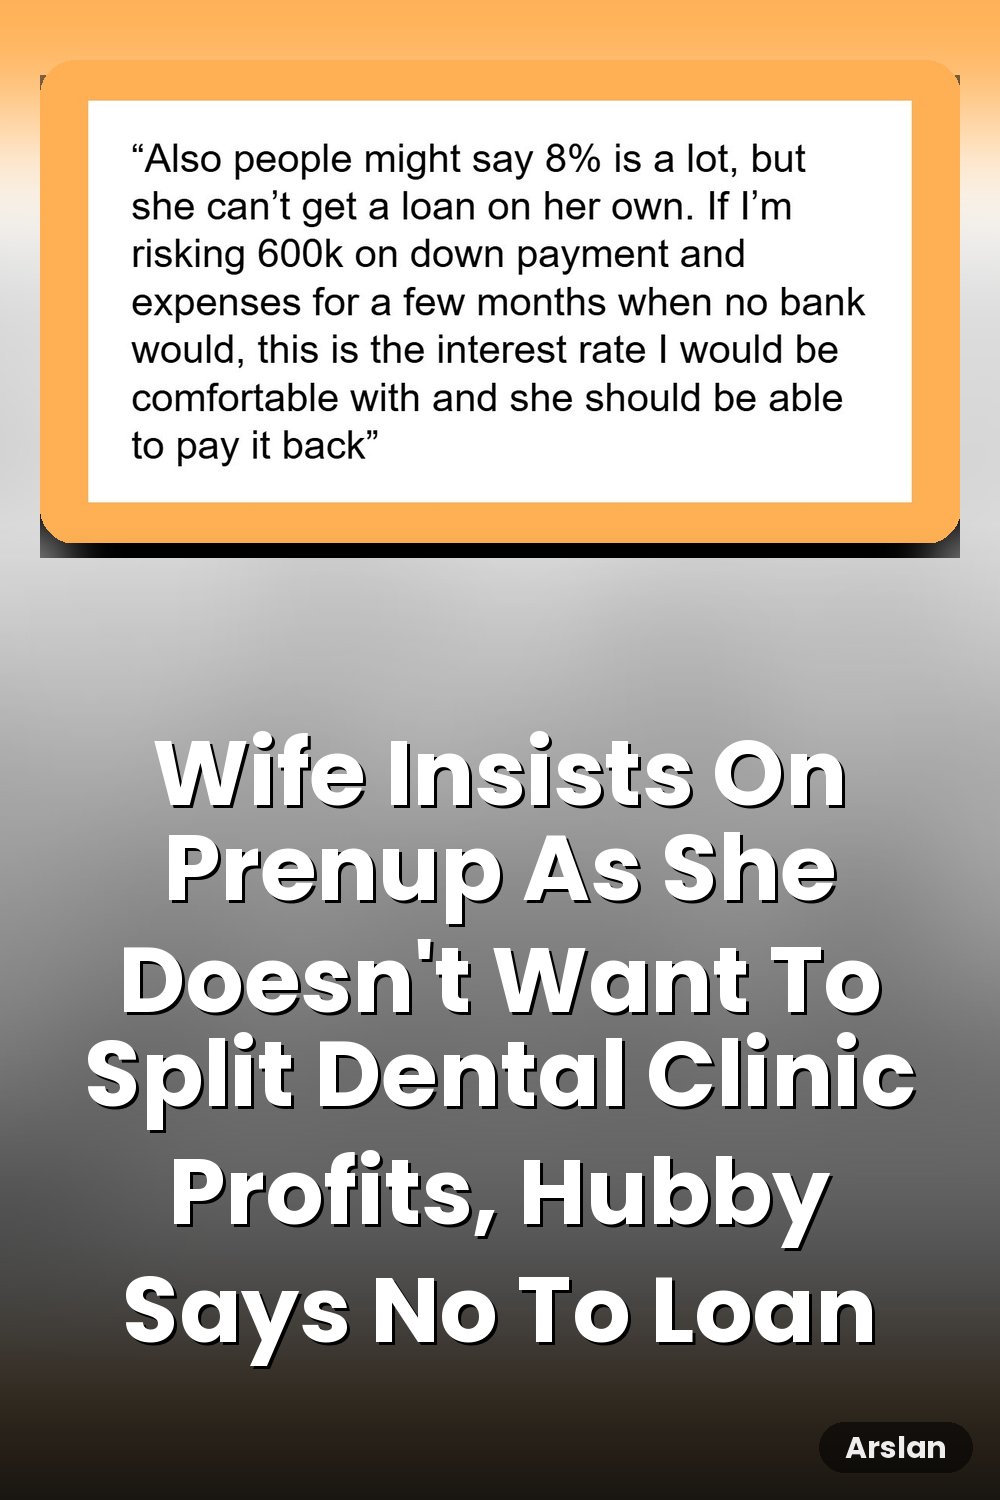 “Also people might say 8% is a lot, but
she can’t get a loan on her own. If I’m
risking 600k on down payment and
expenses for a few months when no bank
would, this is the interest rate I would be
comfortable with and she should be able
to pay it back”
Wife Insists On
Prenup As She
Doesn't Want To
Split Dental Clinic
Profits, Hubby
Says No To Loan
Arslan